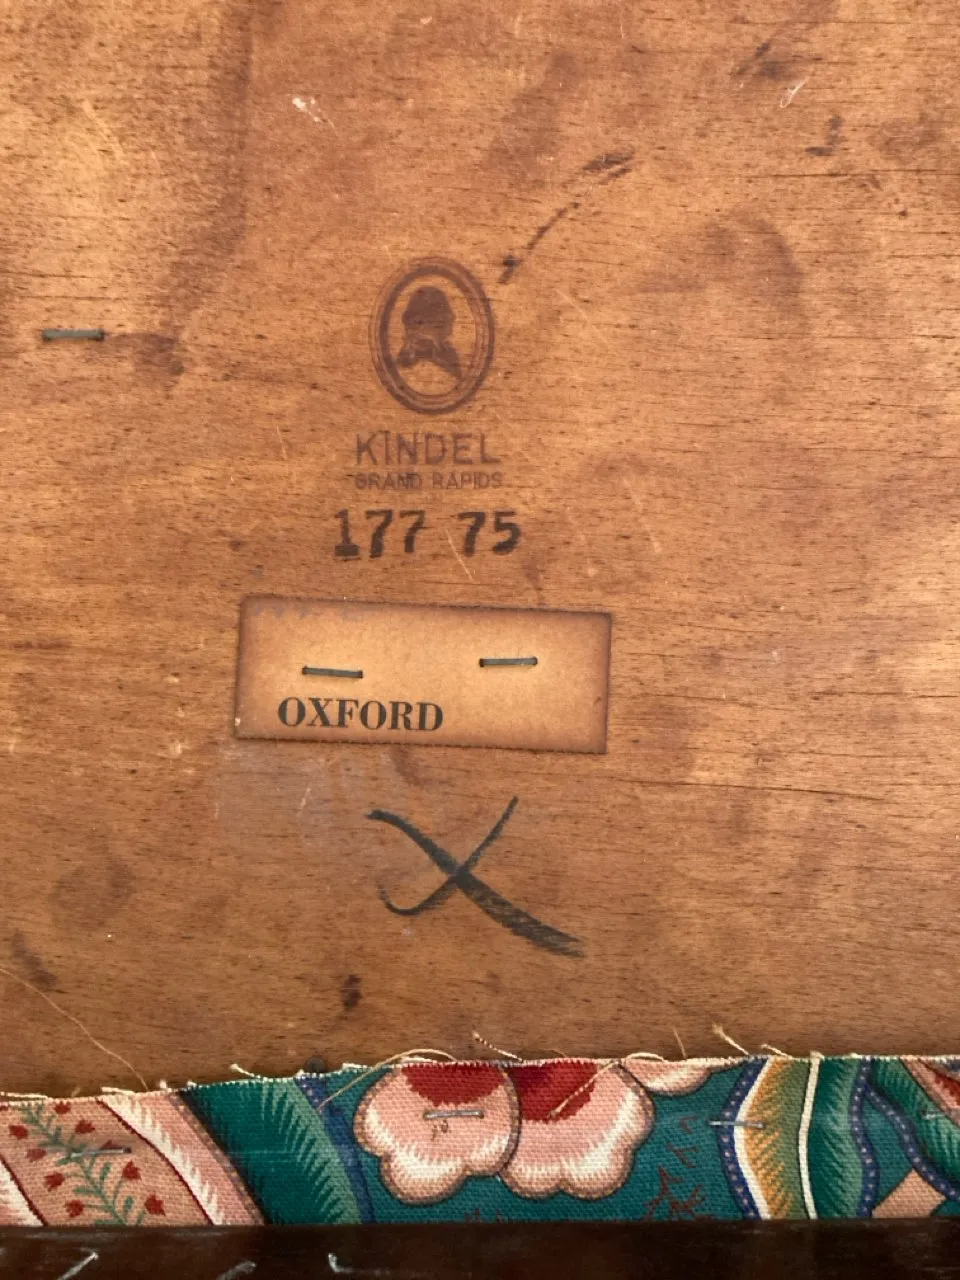 KINDEL
GRAND RAPIDS
177 75
OXFORD
X